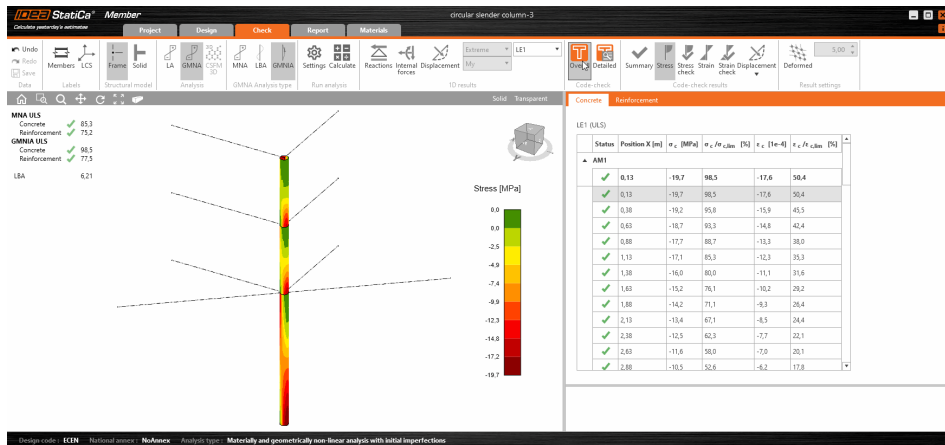 IDEA StatiCa® Member
Calculate yesterday's estimates
circular slender column-3
Project Design Check Report Materials
Undo
Redo
Save
Members LCS
Frame Solid
LA GMNA CSFM 3D
MNA LBA GMNIA
Settings Calculate
Reactions Internal forces Displacement
Extreme LE1
My
Overall Detailed
Summary Stress Stress check Strain Strain check Displacement
Deformed
5,00
Data Labels Structural model Analysis GMNA Analysis type Run analysis 1D results Code-check Code-check results Result settings
Solid Transparent
MNA ULS
Concrete 85,3
Reinforcement 75,2
GMNIA ULS
Concrete 98,5
Reinforcement 77,5
LBA 6,21
Stress [MPa]
0,0
0,0
-2,5
-4,9
-7,4
-9,9
-12,3
-14,8
-17,2
-19,7
Concrete Reinforcement
LE1 (ULS)
Status Position X [m] σ c [MPa] σ c /σ c,lim [%] ε c [1e-4] ε c /ε c,lim [%]
AM1
0,13 -19,7 98,5 -17,6 50,4
0,13 -19,7 98,5 -17,6 50,4
0,38 -19,2 95,8 -15,9 45,5
0,63 -18,7 93,3 -14,8 42,4
0,88 -17,7 88,7 -13,3 38,0
1,13 -17,1 85,3 -12,3 35,3
1,38 -16,0 80,0 -11,1 31,6
1,63 -15,2 76,1 -10,2 29,2
1,88 -14,2 71,1 -9,3 26,4
2,13 -13,4 67,1 -8,5 24,4
2,38 -12,5 62,3 -7,7 22,1
2,63 -11,6 58,0 -7,0 20,1
2,88 -10,5 52,6 -6,2 17,8
Design code : ECEN National annex : NoAnnex Analysis type : Materially and geometrically non-linear analysis with initial imperfections